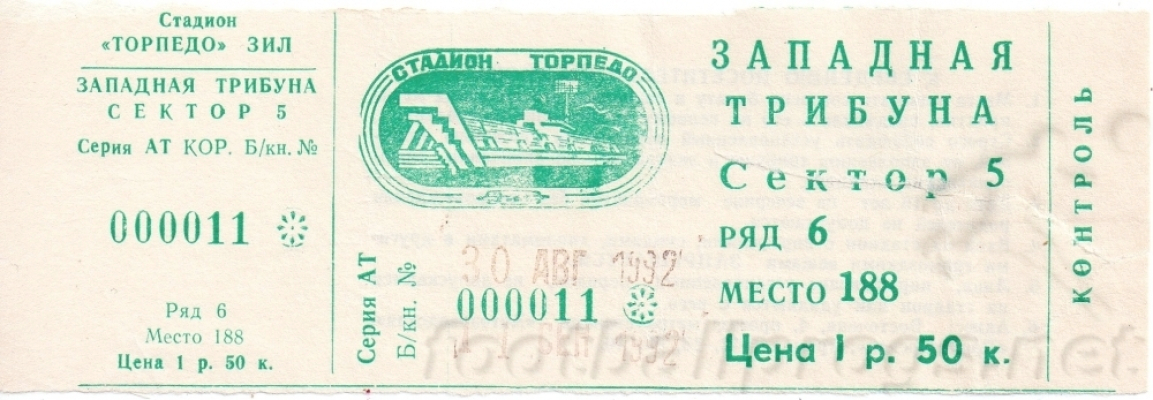 Стадион
«ТОРПЕДО» ЗИЛ
ЗАПАДНАЯ ТРИБУНА
СЕКТОР 5
Серия АТ КОР. Б/кн. №
000011
Ряд 6
Место 188
Цена 1 р. 50 к.
СТАДИОН ТОРПЕДО
Серия АТ
Б/кн. №
30 АВГ 1992
000011
СЕН 1992
ЗАПАДНАЯ
ТРИБУНА
Сектор 5
РЯД 6
МЕСТО 188
Цена 1 р. 50 к.
КОНТРОЛЬ